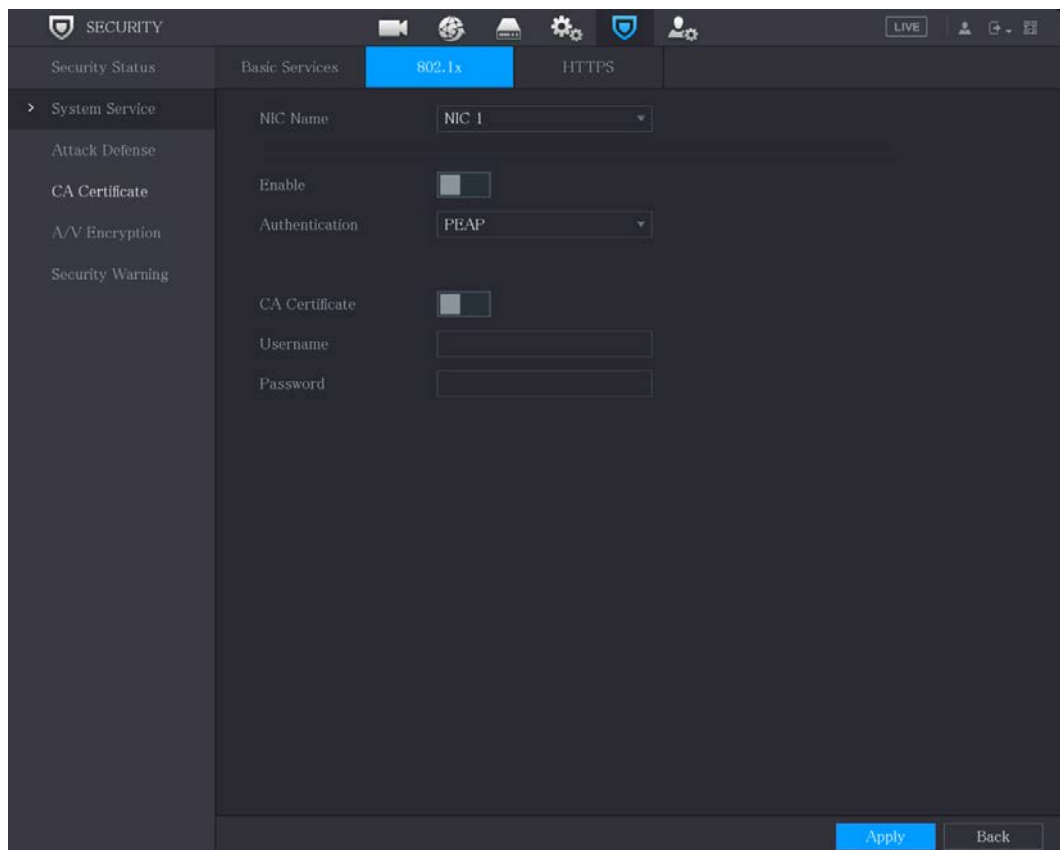 SECURITY
LIVE
Security Status
Basic Services
802.1x
HTTPS
System Service
NIC Name
NIC 1
Attack Defense
CA Certificate
Enable
Authentication
PEAP
A/V Encryption
Security Warning
CA Certificate
Username
Password
Apply
Back